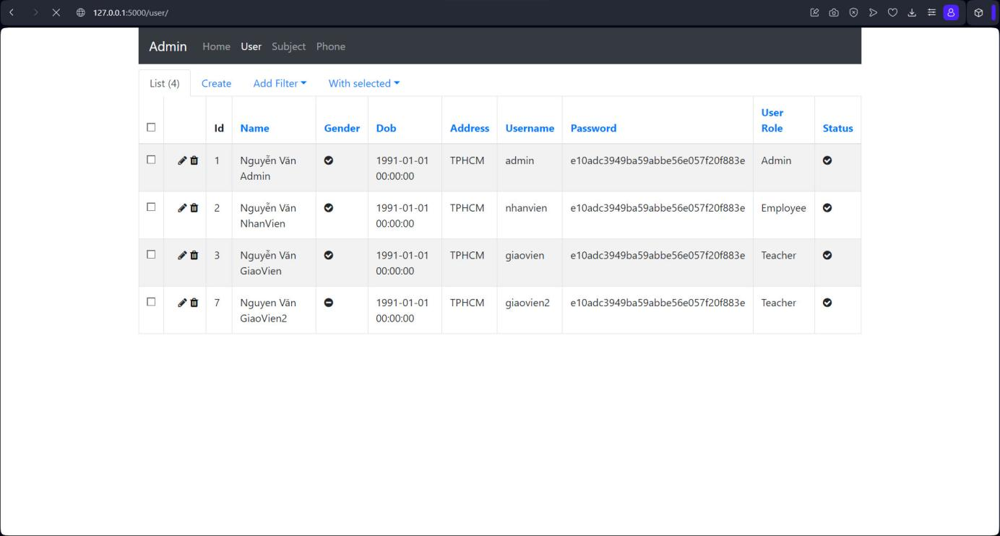 127.0.0.1:5000/user/
Admin Home User Subject Phone
List (4) Create Add Filter With selected
Id Name Gender Dob Address Username Password User Role Status
1 Nguyễn Văn Admin 1991-01-01 00:00:00 TPHCM admin e10adc3949ba59abbe56e057f20f883e Admin
2 Nguyễn Văn NhanVien 1991-01-01 00:00:00 TPHCM nhanvien e10adc3949ba59abbe56e057f20f883e Employee
3 Nguyễn Văn GiaoVien 1991-01-01 00:00:00 TPHCM giaovien e10adc3949ba59abbe56e057f20f883e Teacher
7 Nguyen Văn GiaoVien2 1991-01-01 00:00:00 TPHCM giaovien2 e10adc3949ba59abbe56e057f20f883e Teacher